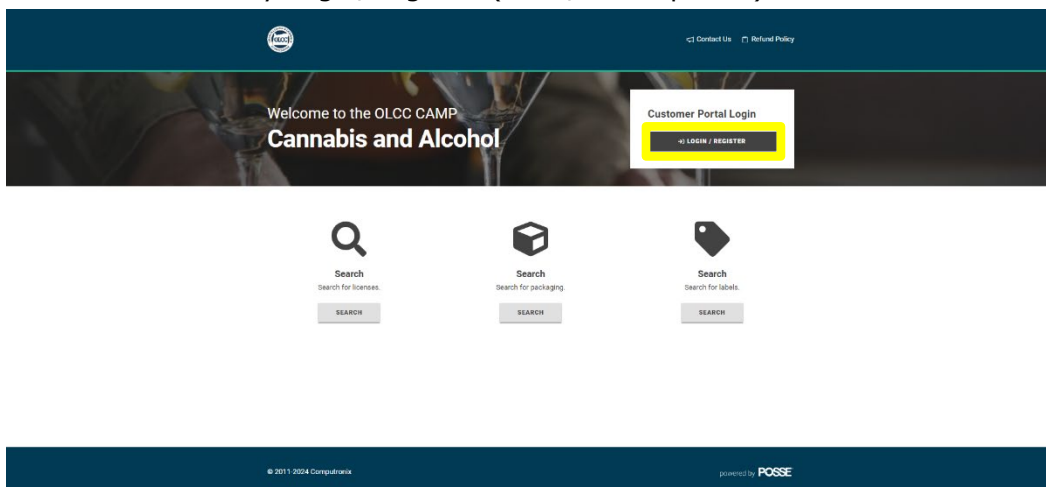 OLCC
Contact Us Refund Policy
Welcome to the OLCC CAMP
Cannabis and Alcohol
Customer Portal Login
LOGIN / REGISTER
Search
Search for licenses.
SEARCH
Search
Search for packaging.
SEARCH
Search
Search for labels.
SEARCH
© 2011-2024 Computronix
powered by POSSE